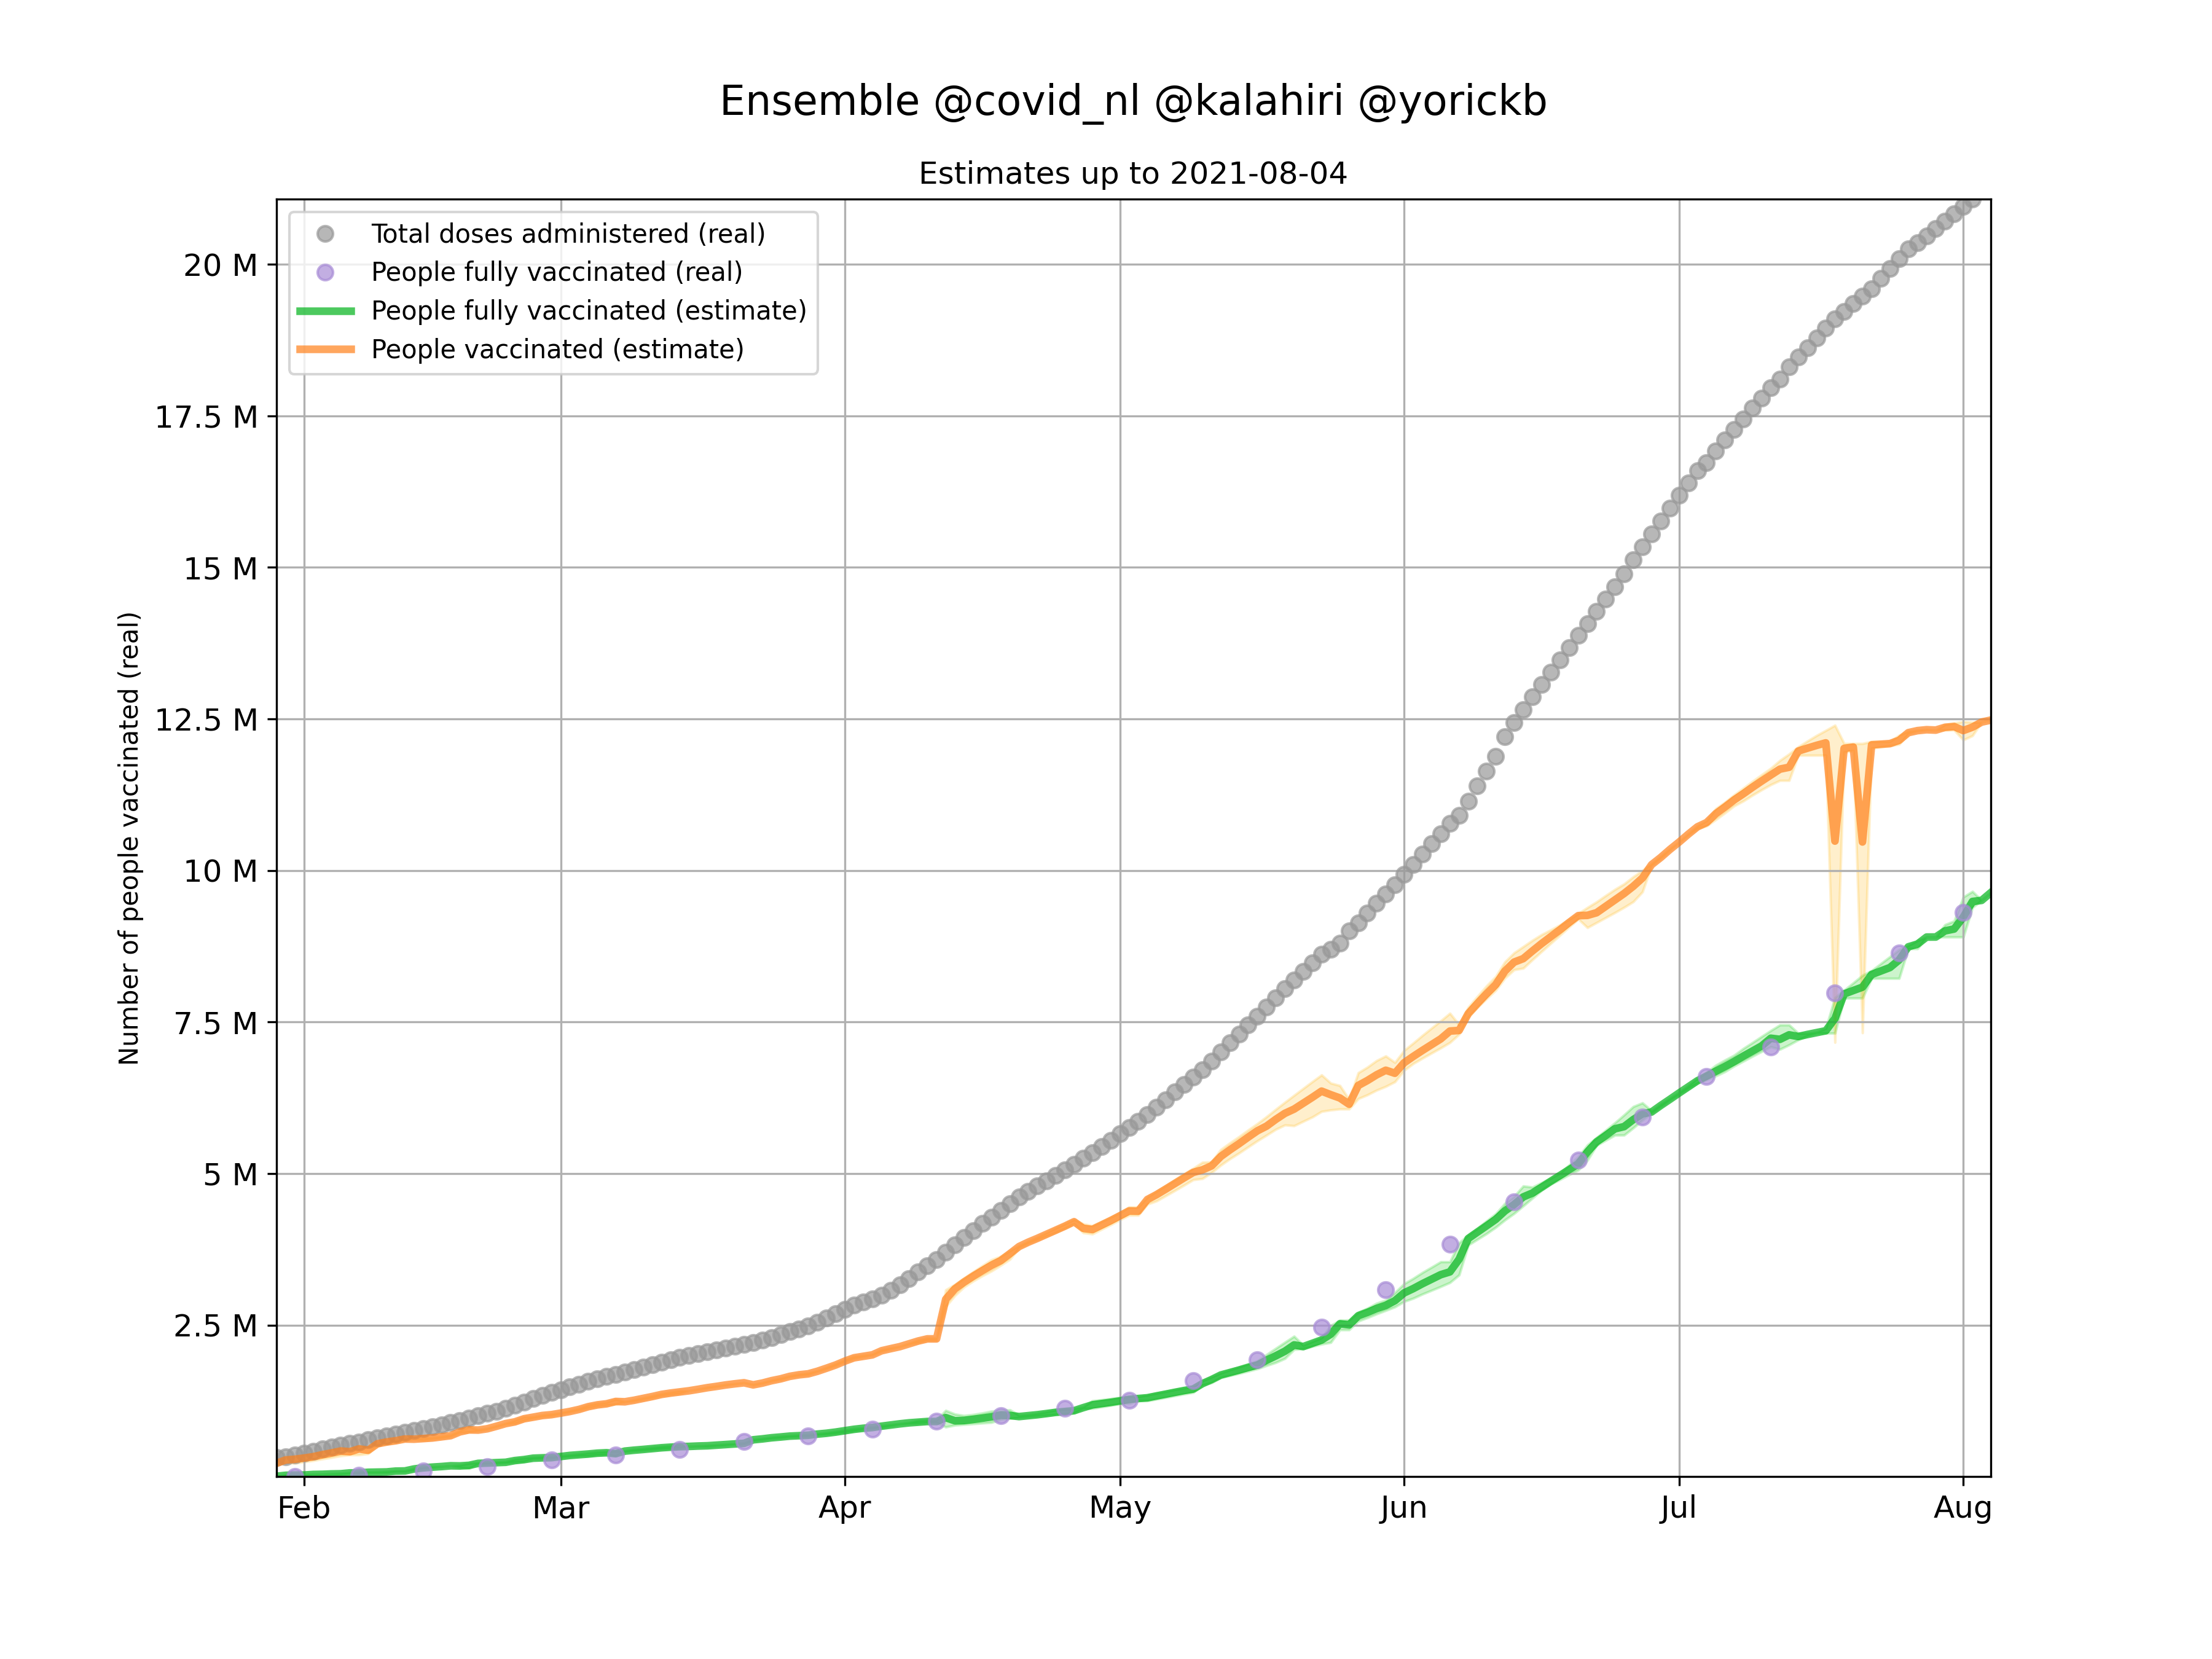 Ensemble @covid_nl @kalahiri @yorickb
Estimates up to 2021-08-04
Total doses administered (real)
People fully vaccinated (real)
People fully vaccinated (estimate)
People vaccinated (estimate)
20 M
17.5 M
15 M
12.5 M
10 M
7.5 M
5 M
2.5 M
Number of people vaccinated (real)
Feb Mar Apr May Jun Jul Aug